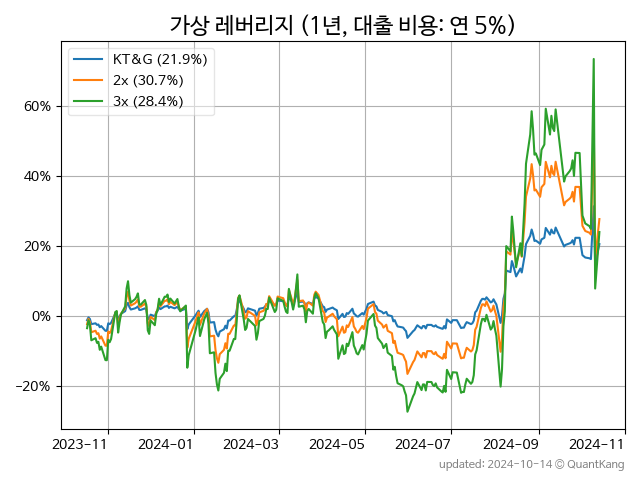 가상 레버리지 (1년, 대출 비용: 연 5%)
KT&G (21.9%)
2x (30.7%)
3x (28.4%)
60%
40%
20%
0%
−20%
2023-11 2024-01 2024-03 2024-05 2024-07 2024-09 2024-11
updated: 2024-10-14 © QuantKang